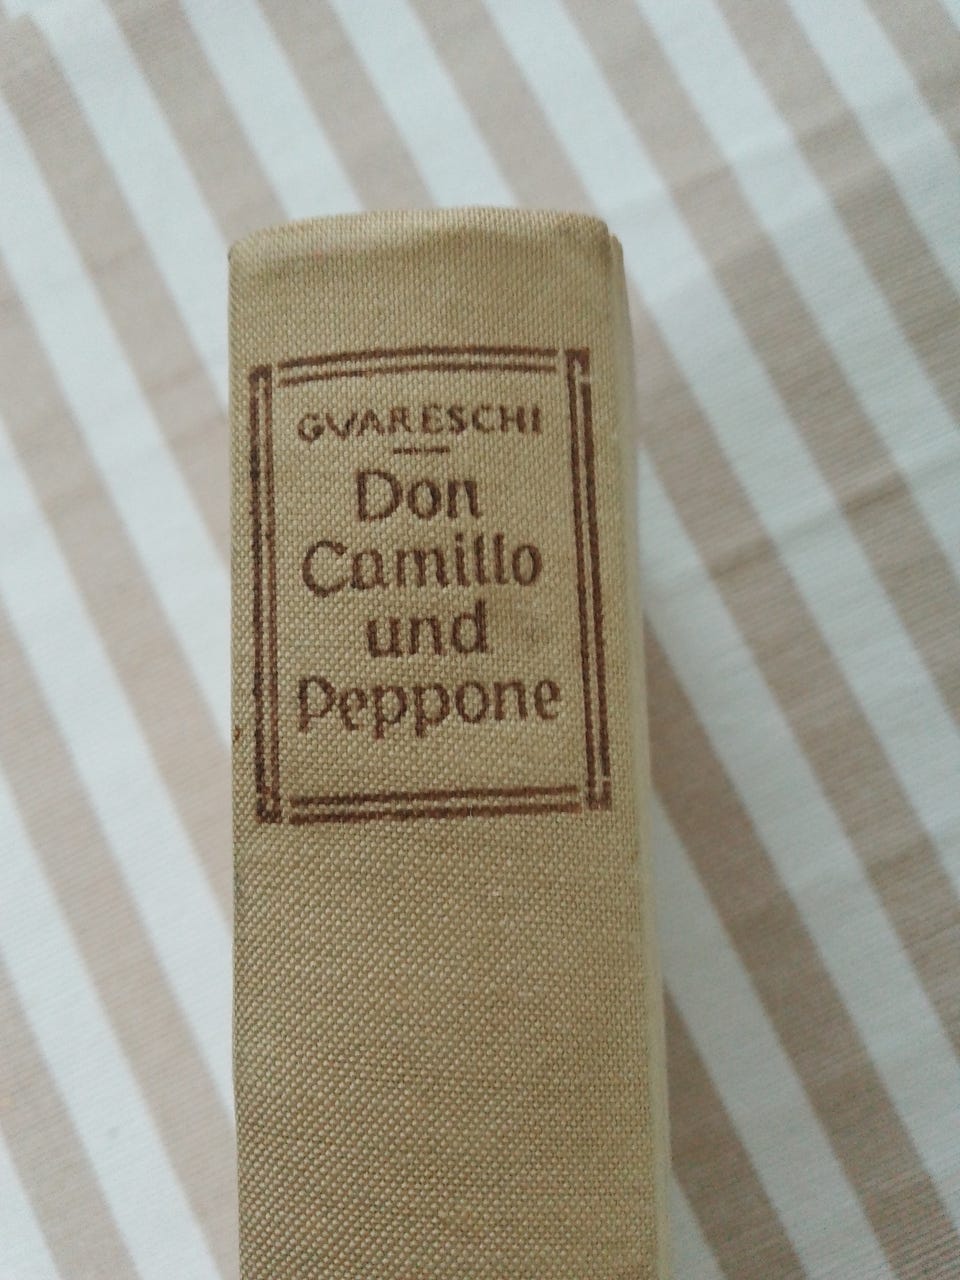 GVARESCHI
Don
Camillo
und
Peppone